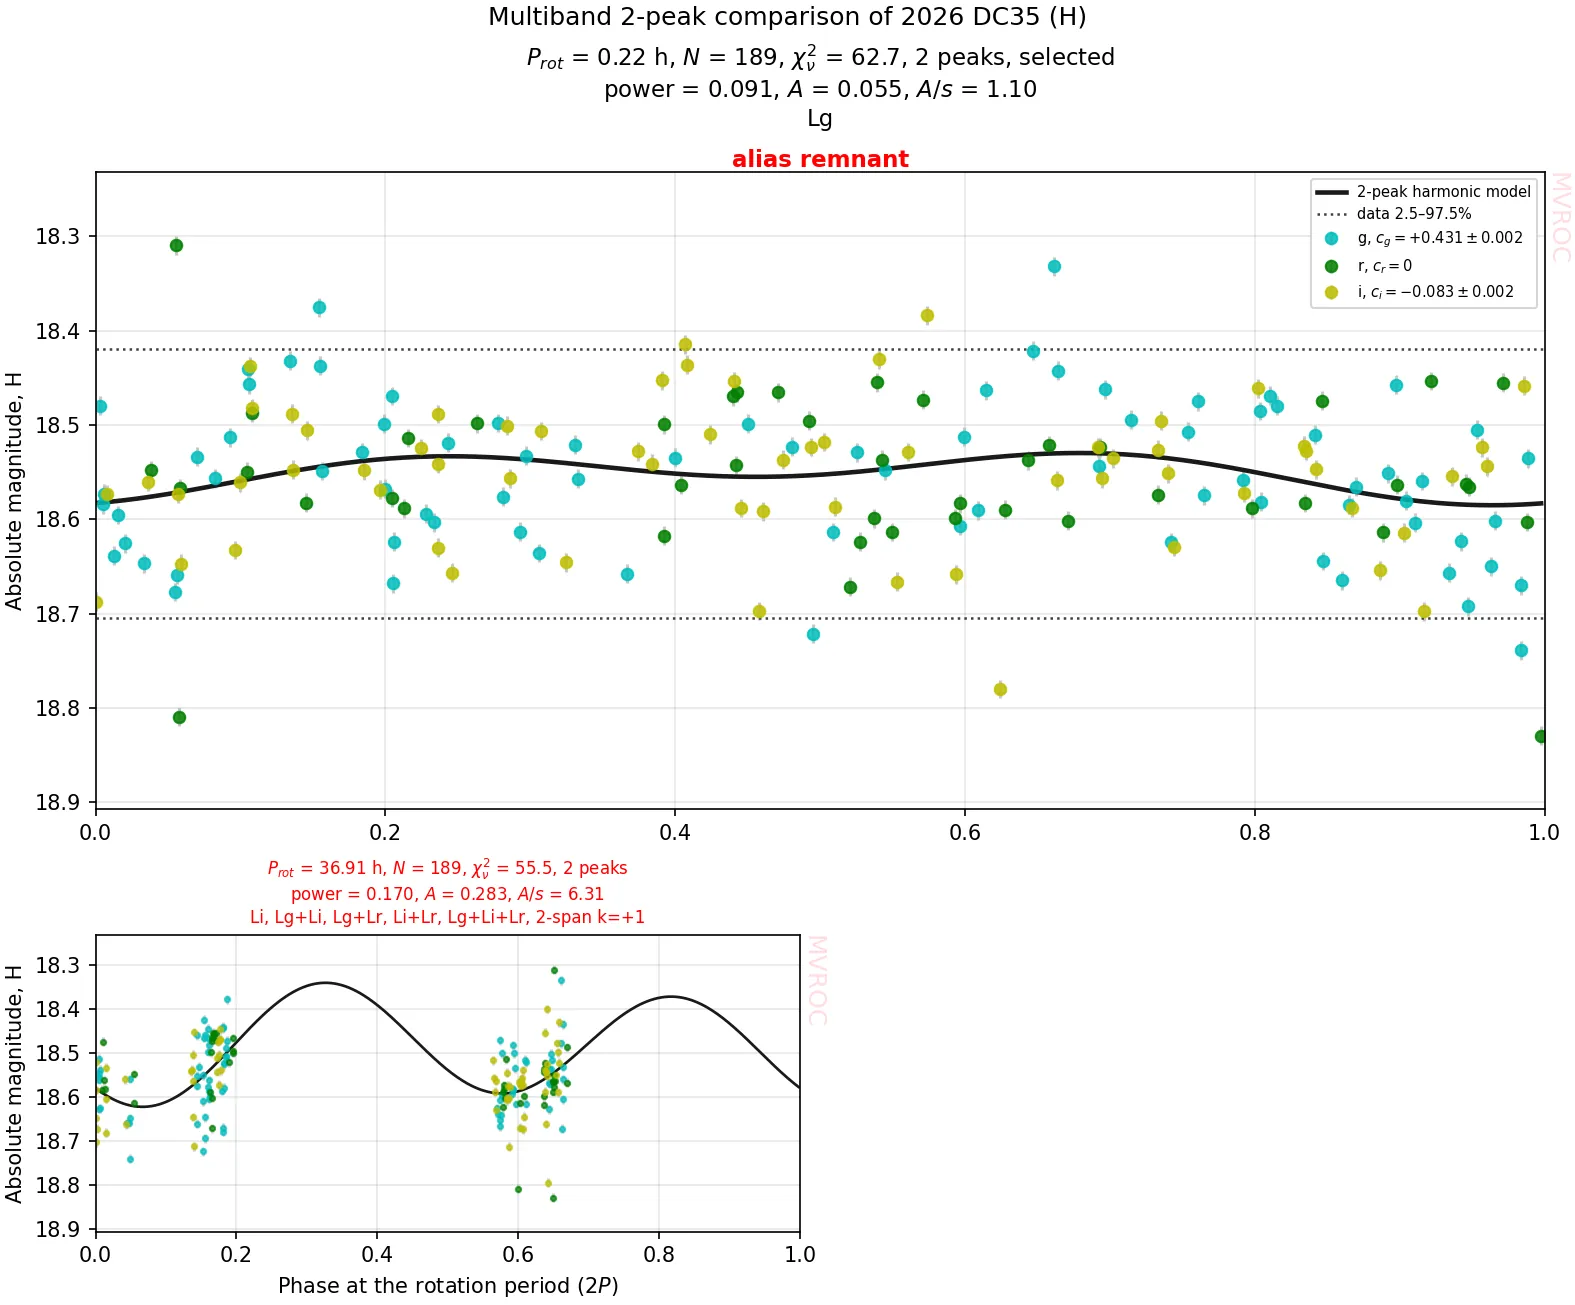 Multiband 2-peak comparison of 2026 DC35 (H)
P_rot = 0.22 h, N = 189, χ²_ν = 62.7, 2 peaks, selected
power = 0.091, A = 0.055, A/s = 1.10
Lg
alias remnant
2-peak harmonic model
data 2.5–97.5%
g, c_g = +0.431 ± 0.002
r, c_r = 0
i, c_i = −0.083 ± 0.002
MVROC
Absolute magnitude, H
18.3
18.4
18.5
18.6
18.7
18.8
18.9
0.0 0.2 0.4 0.6 0.8 1.0
P_rot = 36.91 h, N = 189, χ²_ν = 55.5, 2 peaks
power = 0.170, A = 0.283, A/s = 6.31
Li, Lg+Li, Lg+Lr, Li+Lr, Lg+Li+Lr, 2-span k=+1
MVROC
Absolute magnitude, H
18.3
18.4
18.5
18.6
18.7
18.8
18.9
0.0 0.2 0.4 0.6 0.8 1.0
Phase at the rotation period (2P)